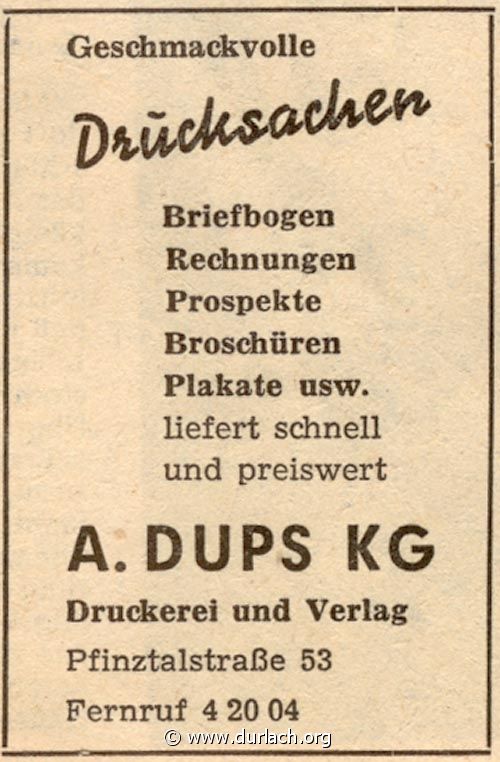 Geschmackvolle
Drucksachen
Briefbogen
Rechnungen
Prospekte
Broschüren
Plakate usw.
liefert schnell
und preiswert
A. DUPS KG
Druckerei und Verlag
Pfinztalstraße 53
Fernruf 4 20 04
© www.durlach.org